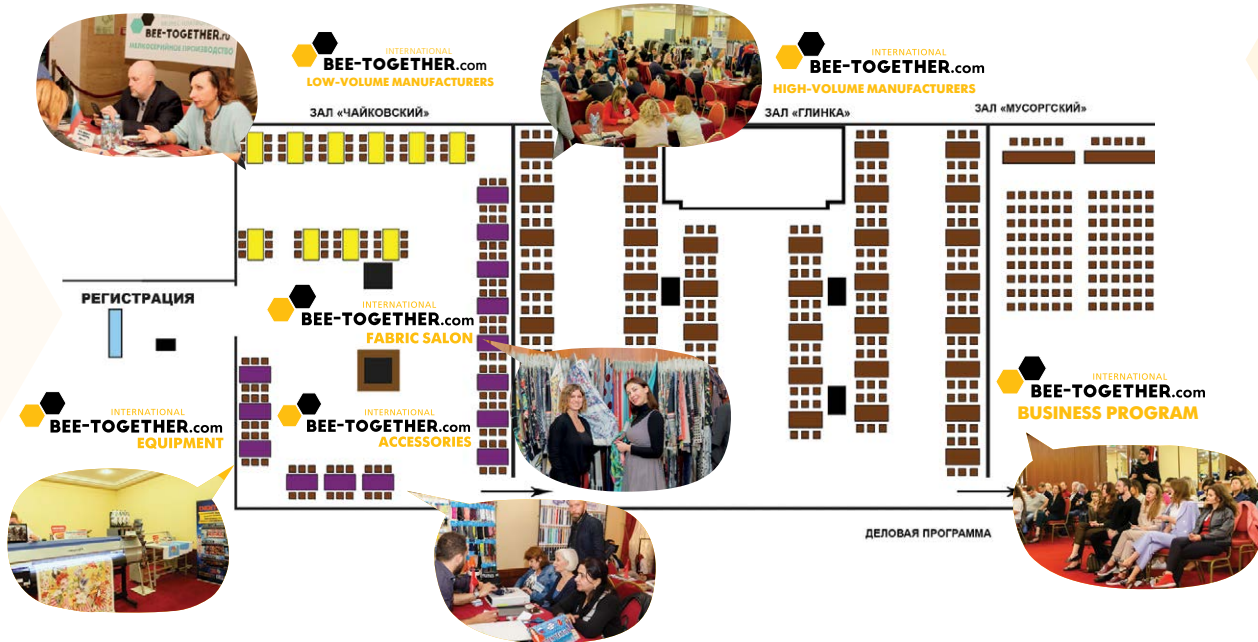 BEE-TOGETHER.ru
МЕЛКОСЕРИЙНОЕ ПРОИЗВОДСТВО
INTERNATIONAL
BEE-TOGETHER.com
LOW-VOLUME MANUFACTURERS
INTERNATIONAL
BEE-TOGETHER.com
HIGH-VOLUME MANUFACTURERS
ЗАЛ «ЧАЙКОВСКИЙ»
ЗАЛ «ГЛИНКА»
ЗАЛ «МУСОРГСКИЙ»
РЕГИСТРАЦИЯ
INTERNATIONAL
BEE-TOGETHER.com
FABRIC SALON
INTERNATIONAL
BEE-TOGETHER.com
EQUIPMENT
INTERNATIONAL
BEE-TOGETHER.com
ACCESSORIES
INTERNATIONAL
BEE-TOGETHER.com
BUSINESS PROGRAM
ДЕЛОВАЯ ПРОГРАММА